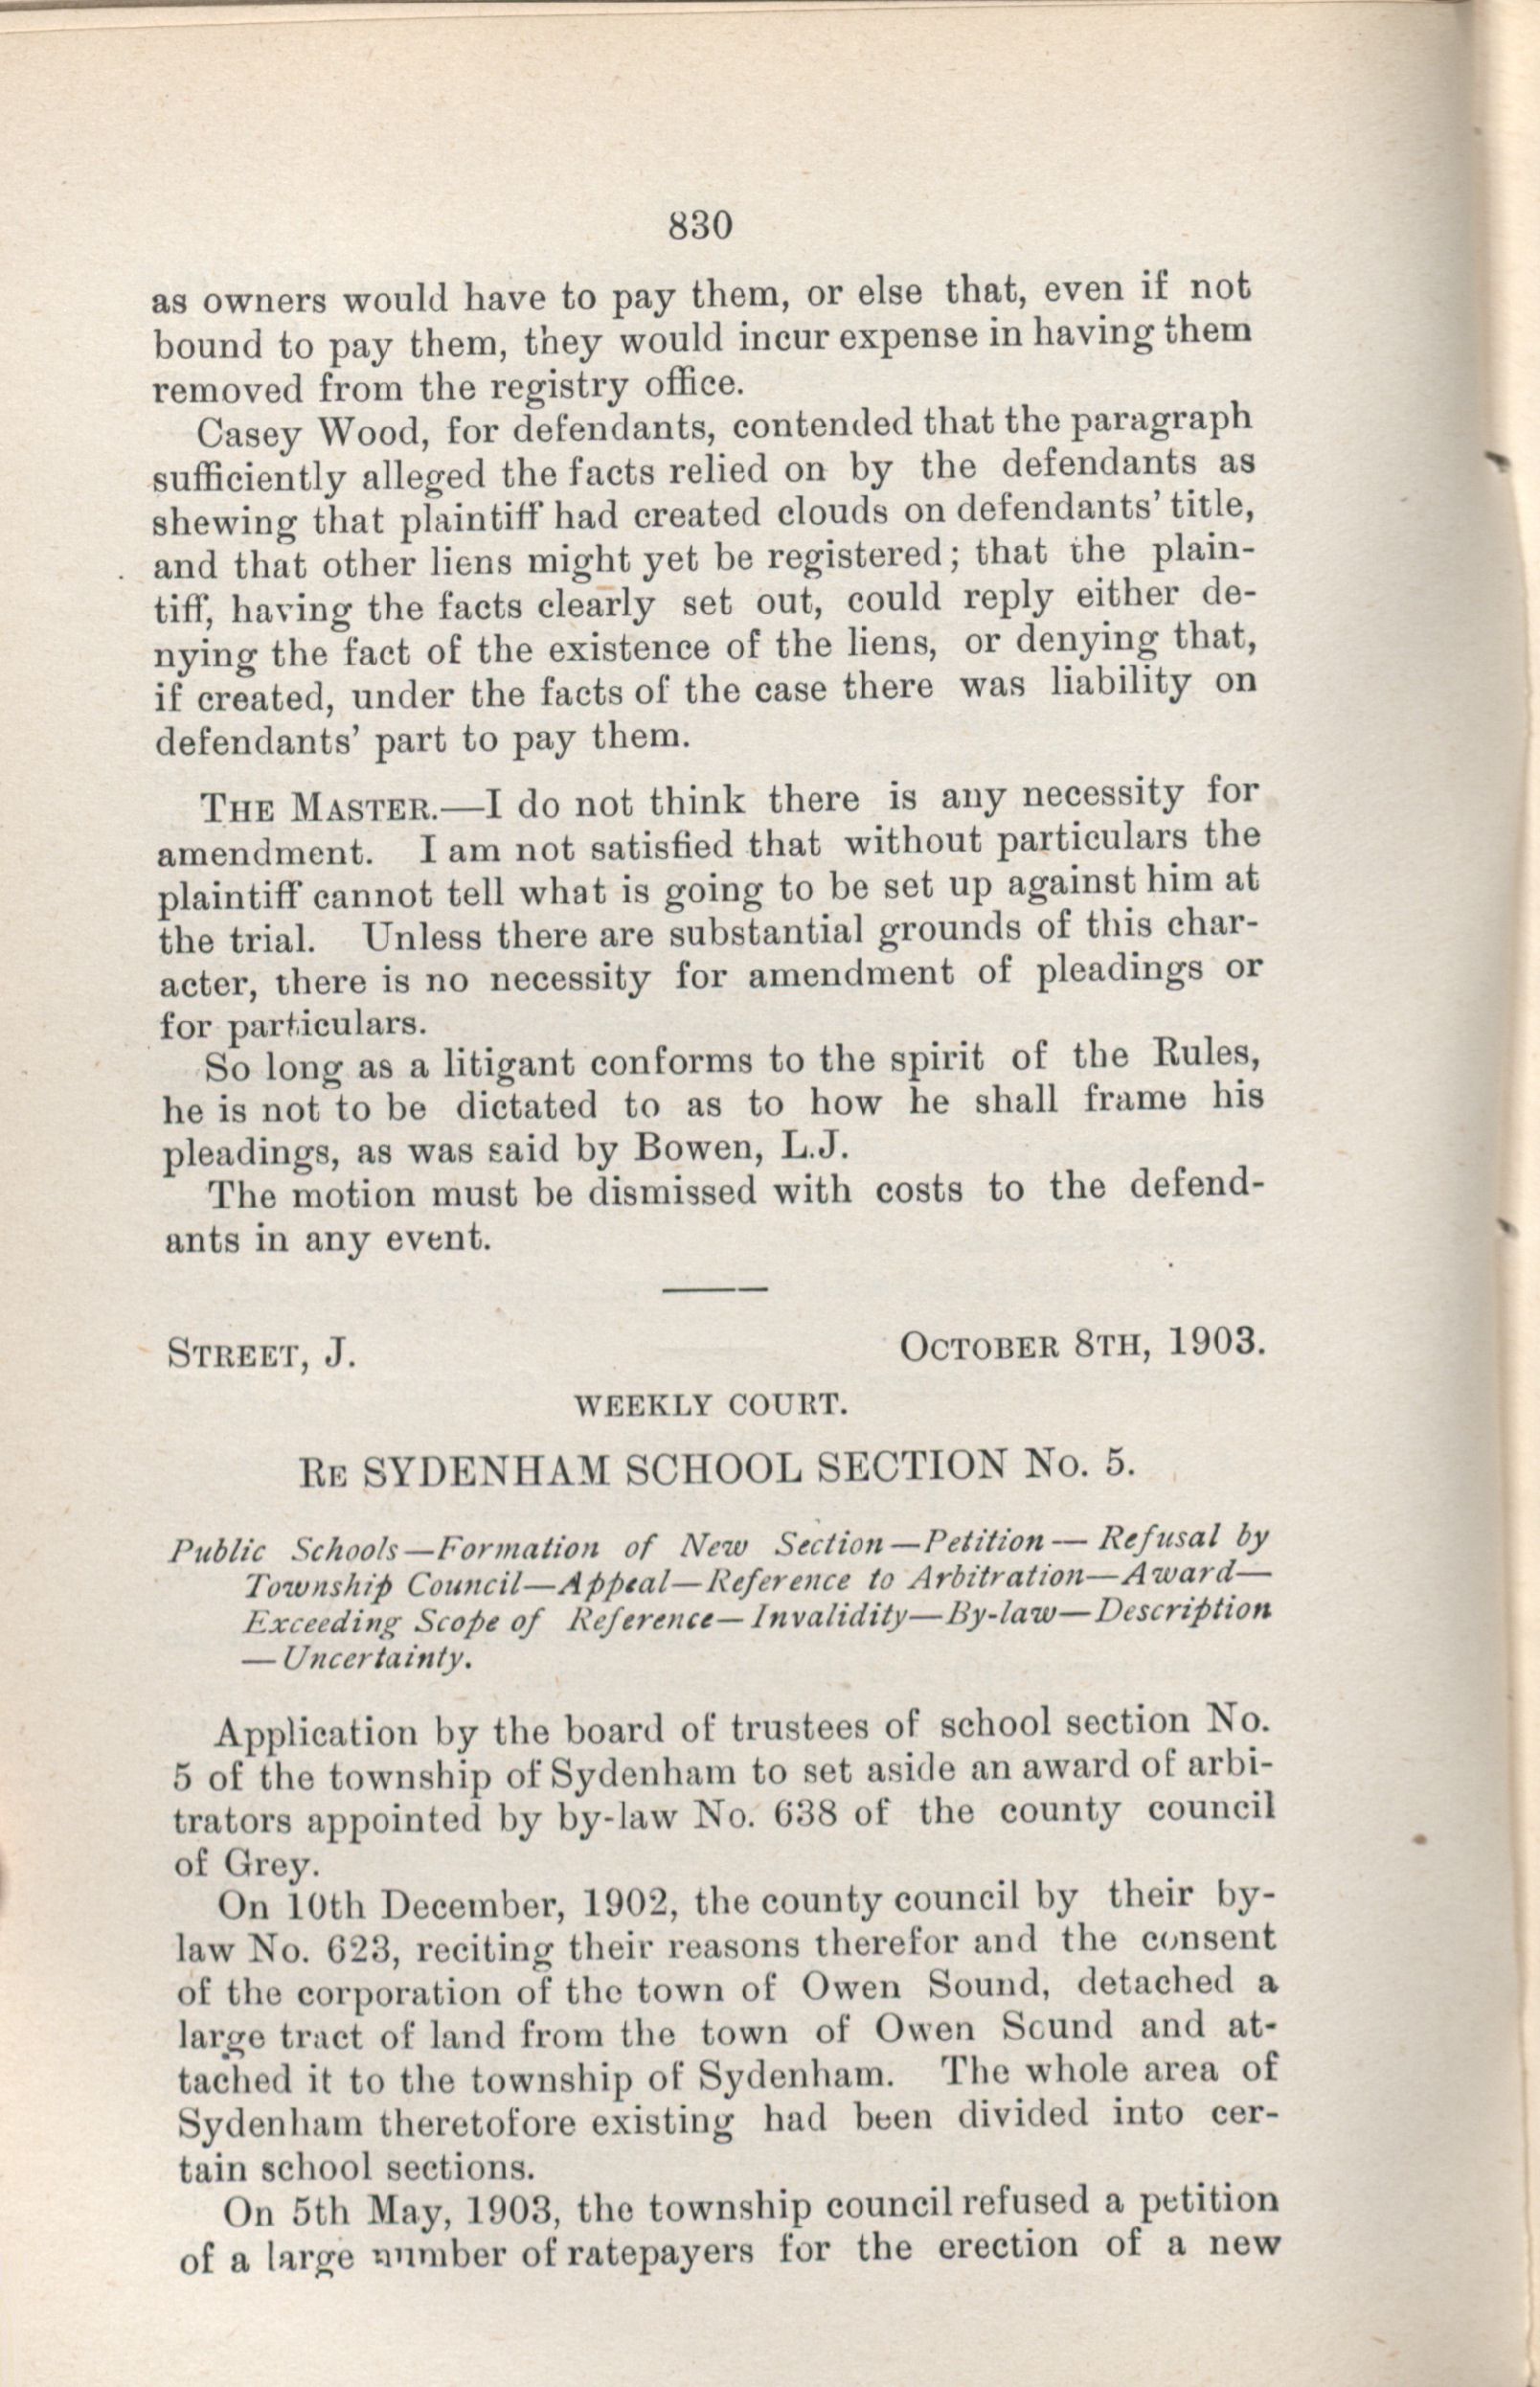 830
as owners would have to pay them, or else that, even if not
bound to pay them, they would incur expense in having them
removed from the registry office.
Casey Wood, for defendants, contended that the paragraph
sufficiently alleged the facts relied on by the defendants as
shewing that plaintiff had created clouds on defendants' title,
and that other liens might yet be registered; that the plain-
tiff, having the facts clearly set out, could reply either de-
nying the fact of the existence of the liens, or denying that,
if created, under the facts of the case there was liability on
defendants' part to pay them.
THE MASTER.—I do not think there is any necessity for
amendment. I am not satisfied that without particulars the
plaintiff cannot tell what is going to be set up against him at
the trial. Unless there are substantial grounds of this char-
acter, there is no necessity for amendment of pleadings or
for particulars.
So long as a litigant conforms to the spirit of the Rules,
he is not to be dictated to as to how he shall frame his
pleadings, as was said by Bowen, L.J.
The motion must be dismissed with costs to the defend-
ants in any event.
STREET, J. OCTOBER 8TH, 1903.
WEEKLY COURT.
RE SYDENHAM SCHOOL SECTION No. 5.
Public Schools—Formation of New Section—Petition—Refusal by
Township Council—Appeal—Reference to Arbitration—Award—
Exceeding Scope of Reference—Invalidity—By-law—Description
—Uncertainty.
Application by the board of trustees of school section No.
5 of the township of Sydenham to set aside an award of arbi-
trators appointed by by-law No. 638 of the county council
of Grey.
On 10th December, 1902, the county council by their by-
law No. 623, reciting their reasons therefor and the consent
of the corporation of the town of Owen Sound, detached a
large tract of land from the town of Owen Sound and at-
tached it to the township of Sydenham. The whole area of
Sydenham theretofore existing had been divided into cer-
tain school sections.
On 5th May, 1903, the township council refused a petition
of a large number of ratepayers for the erection of a new